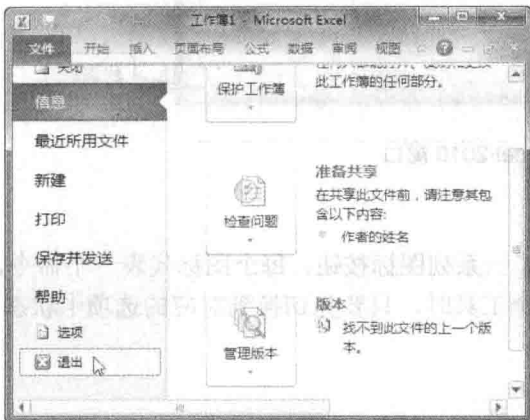 工作簿1 - Microsoft Excel
文件 开始 插入 页面布局 公式 数据 审阅 视图
关闭
信息
最近所用文件
新建
打印
保存并发送
帮助
选项
退出
保护工作簿
此工作簿的任何部分。
检查问题
准备共享
在共享此文件前,请注意其包
含以下内容:
作者的姓名
管理版本
版本
找不到此文件的上一个版
本。